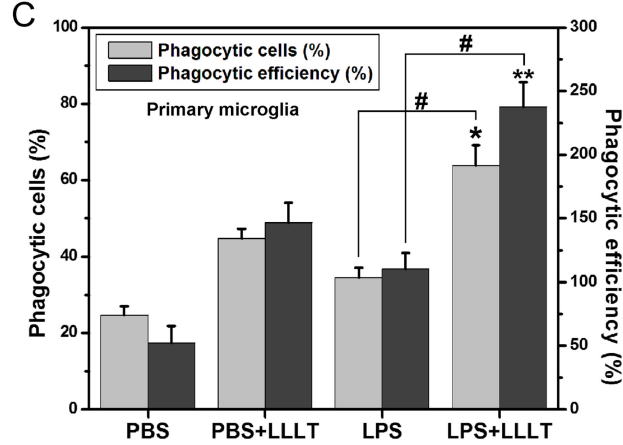 C
Phagocytic cells (%)
Phagocytic efficiency (%)
Primary microglia
Phagocytic cells (%)
100
80
60
40
20
0
Phagocytic efficiency (%)
300
250
200
150
100
50
0
#
#
*
**
PBS
PBS+LLLT
LPS
LPS+LLLT